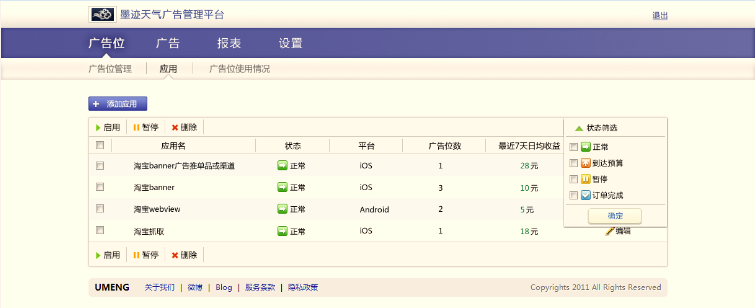 墨迹天气广告管理平台 退出
广告位 广告 报表 设置
广告位管理 应用 广告位使用情况
+ 添加应用
启用 暂停 删除 状态筛选
应用名 状态 平台 广告位数 最近7天日均收益 正常
淘宝banner广告推单品或渠道 正常 iOS 1 28元 到达预算
淘宝banner 正常 iOS 3 10元 暂停
淘宝webview 正常 Android 2 5元 订单完成
确定
淘宝抓取 正常 iOS 1 18元 编辑
启用 暂停 删除
UMENG 关于我们 | 微博 | Blog | 服务条款 | 隐私政策 Copyrights 2011 All Rights Reserved